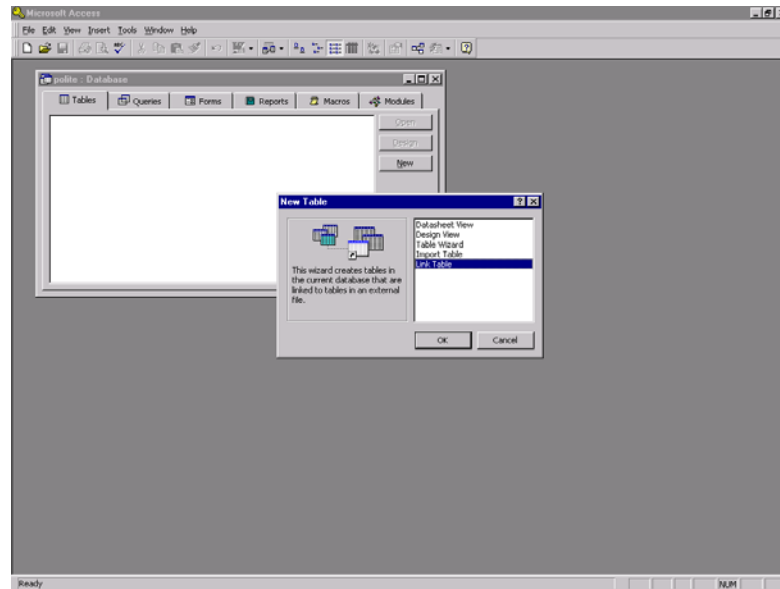 Microsoft Access
File Edit View Insert Tools Window Help
polite : Database
Tables Queries Forms Reports Macros Modules
Open
Design
New
New Table
This wizard creates tables in
the current database that are
linked to tables in an external
file.
Datasheet View
Design View
Table Wizard
Import Table
Link Table
OK Cancel
Ready NUM